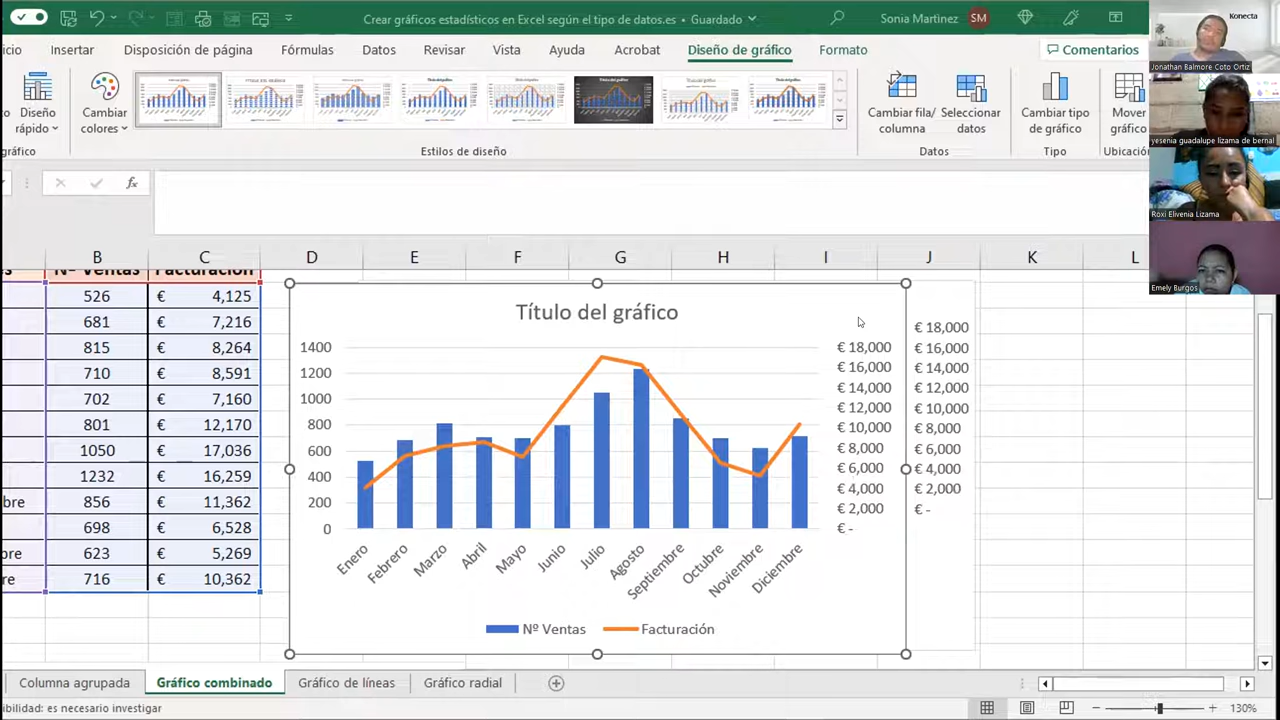 Crear gráficos estadísticos en Excel según el tipo de datos.es • Guardado
Sonia Martinez SM
icio Insertar Disposición de página Fórmulas Datos Revisar Vista Ayuda Acrobat Diseño de gráfico Formato Comentarios
Diseño rápido
Cambiar colores
Cambiar fila/ columna
Seleccionar datos
Cambiar tipo de gráfico
Mover gráfico
gráfico
Estilos de d
Datos
Tipo
Ubicación
Konecta
Jonathan Balmore Coto Ortiz
yesenia guadalupe lizama de bernal
Roxi Elivenia Lizama
Emely Burgos
fx
B C D E F G H I J K L
s Nº Ventas Facturación
526 € 4,125
681 € 7,216
815 € 8,264
710 € 8,591
702 € 7,160
801 € 12,170
1050 € 17,036
1232 € 16,259
bre 856 € 11,362
698 € 6,528
re 623 € 5,269
e 716 € 10,362
Título del gráfico
1400
1200
1000
800
600
400
200
0
€ 18,000
€ 16,000
€ 14,000
€ 12,000
€ 10,000
€ 8,000
€ 6,000
€ 4,000
€ 2,000
€ -
€ 18,000
€ 16,000
€ 14,000
€ 12,000
€ 10,000
€ 8,000
€ 6,000
€ 4,000
€ 2,000
€ -
Enero Febrero Marzo Abril Mayo Junio Julio Agosto Septiembre Octubre Noviembre Diciembre
Nº Ventas Facturación
Columna agrupada Gráfico combinado Gráfico de líneas Gráfico radial
ibilidad: es necesario investigar
130%